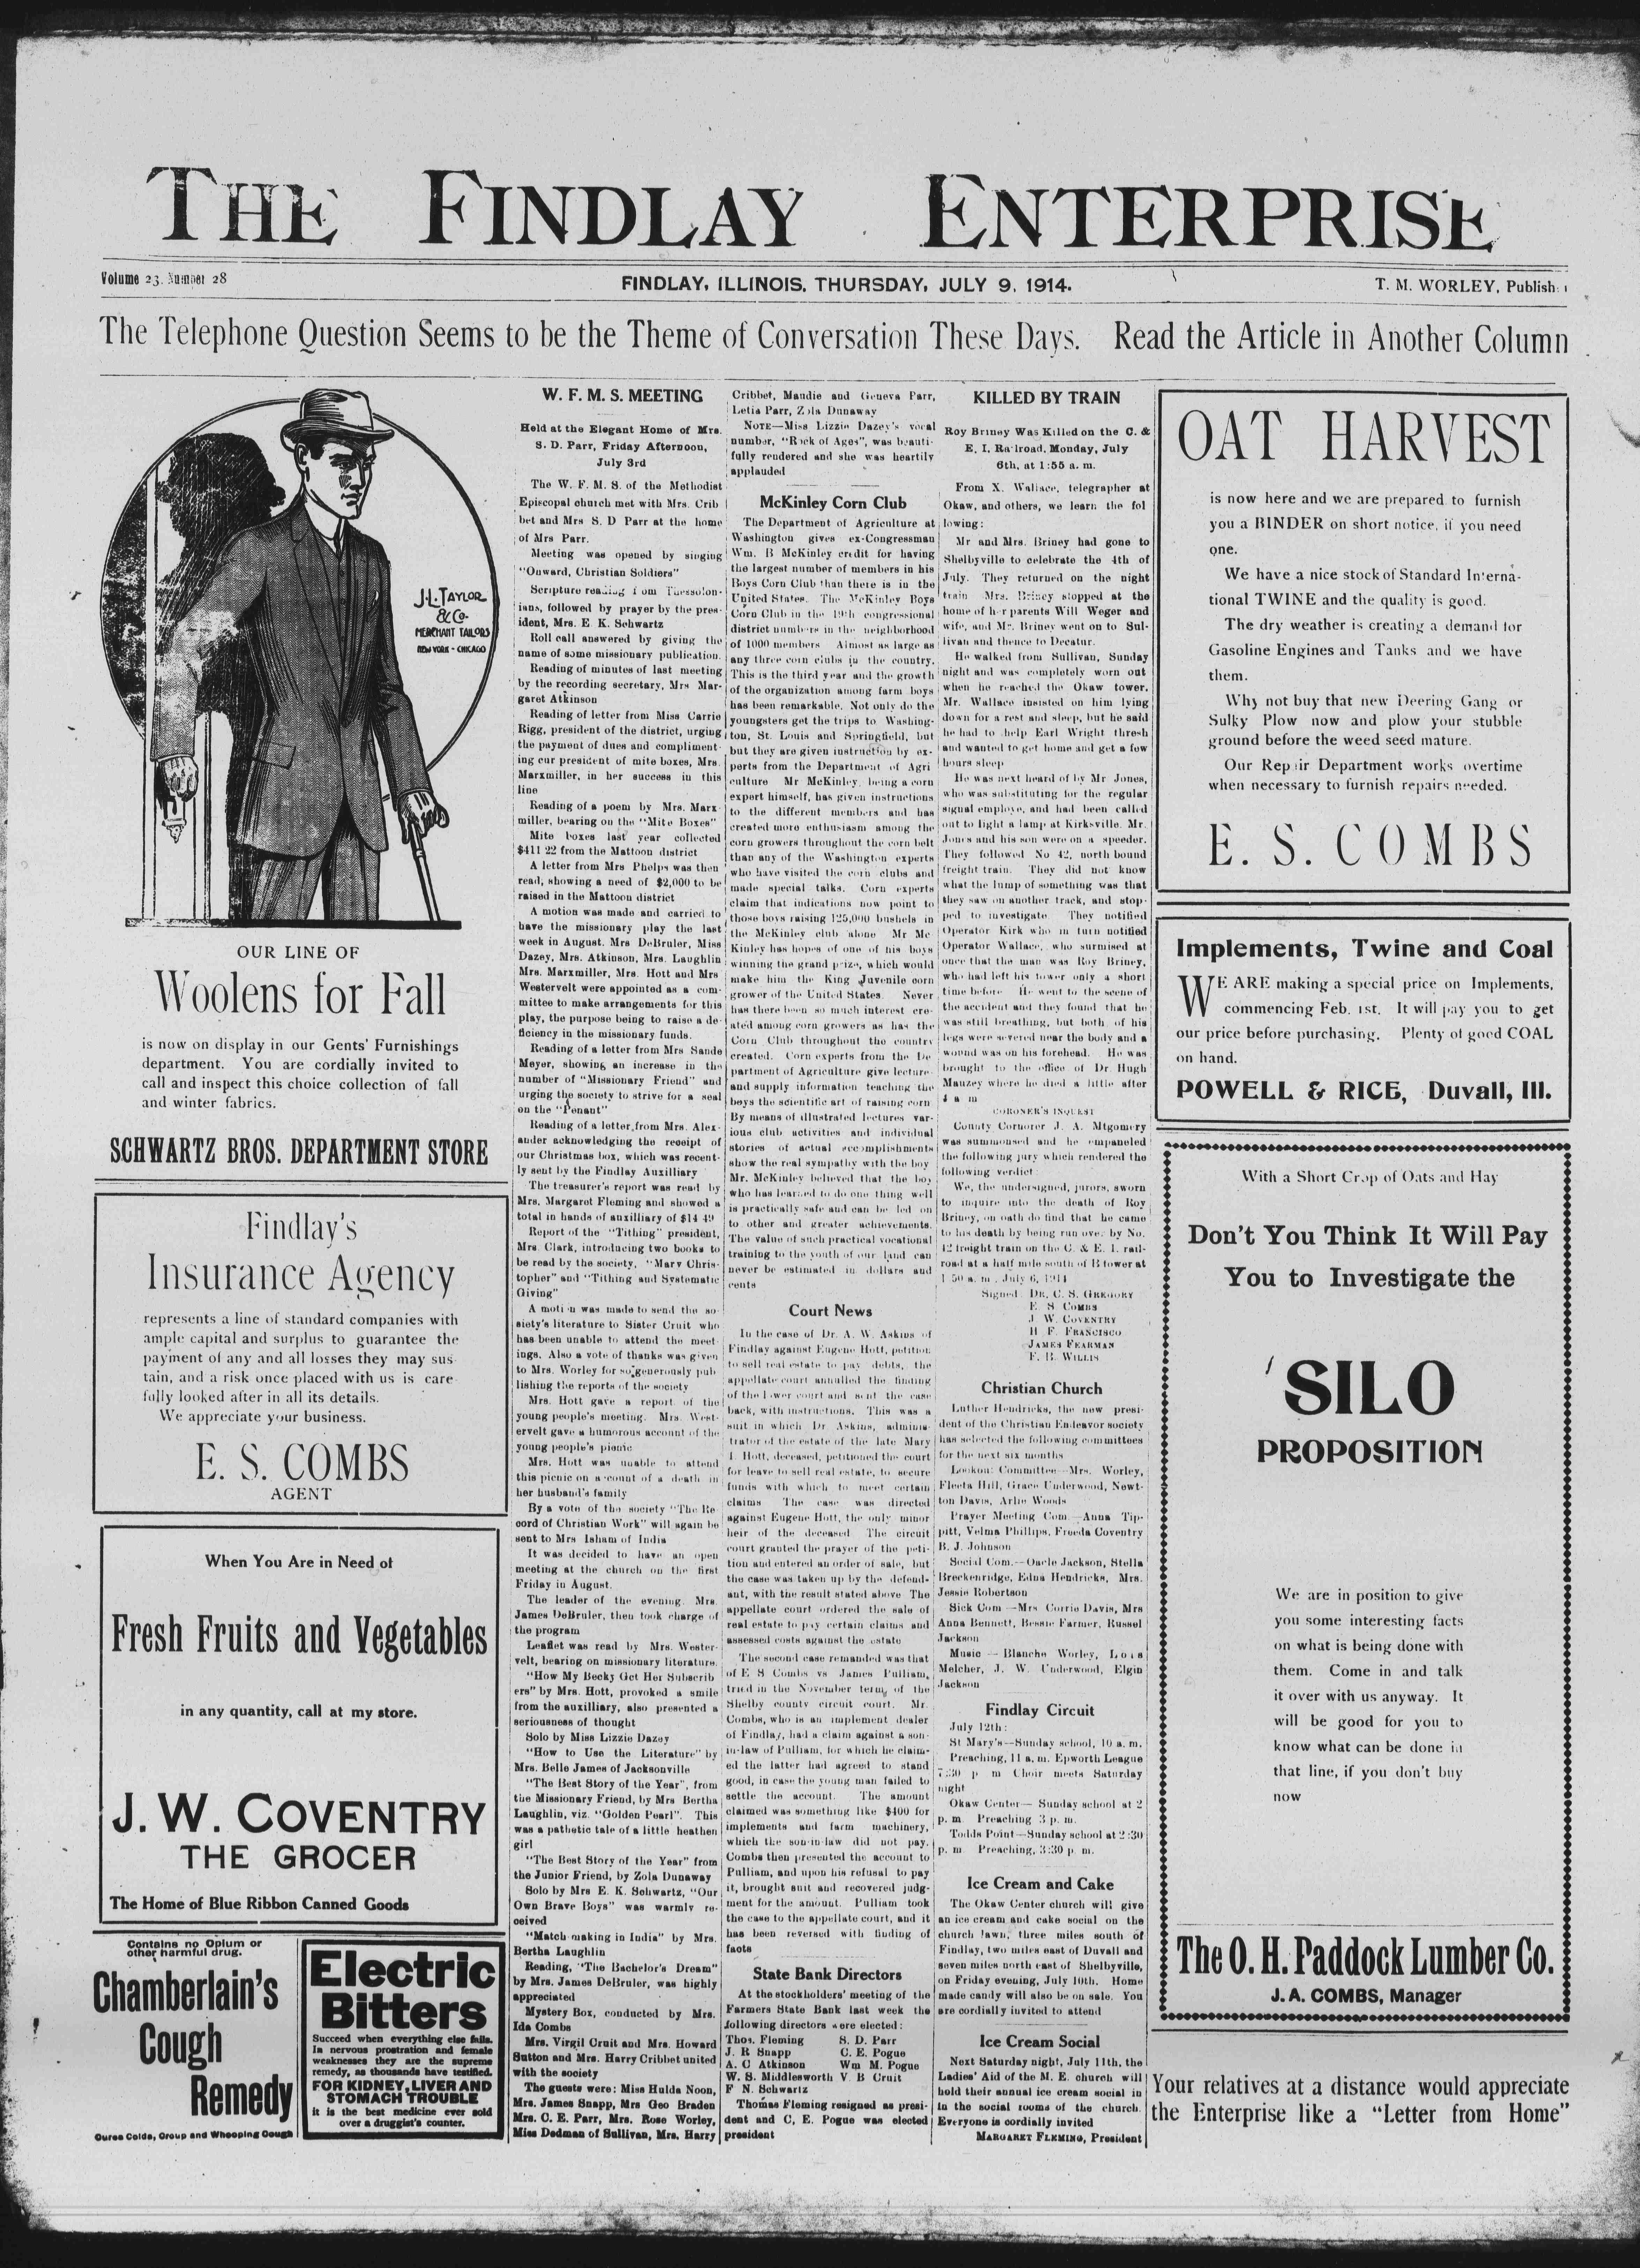 THE FINDLAY ENTERPRISE
Volume 23. Number 28
FINDLAY, ILLINOIS, THURSDAY, JULY 9, 1914.
T. M. WORLEY, Publish
The Telephone Question Seems to be the Theme of Conversation These Days. Read the Article in Another Column
J.L. TAYLOR
& Co.
MERCHANT TAILORS
NEW YORK - CHICAGO
OUR LINE OF
Woolens for Fall
is now on display in our Gents' Furnishings
department. You are cordially invited to
call and inspect this choice collection of fall
and winter fabrics.
SCHWARTZ BROS. DEPARTMENT STORE
Findlay's
Insurance Agency
represents a line of standard companies with
ample capital and surplus to guarantee the
payment of any and all losses they may sus-
tain, and a risk once placed with us is care
fully looked after in all its details.
We appreciate your business.
E. S. COMBS
AGENT
When You Are in Need of
Fresh Fruits and Vegetables
in any quantity, call at my store.
J. W. COVENTRY
THE GROCER
The Home of Blue Ribbon Canned Goods
Contains no Opium or
other harmful drug.
Chamberlain's
Cough
Remedy
Cures Colds, Croup and Whooping Cough
Electric
Bitters
Succeed when everything else fails.
In nervous prostration and female
weaknesses they are the supreme
remedy, as thousands have testified.
FOR KIDNEY, LIVER AND
STOMACH TROUBLE
it is the best medicine ever sold
over a druggist's counter.
W. F. M. S. MEETING
Held at the Elegant Home of Mrs.
S. D. Parr, Friday Afternoon,
July 3rd
The W. F. M. S. of the Methodist
Episcopal church met with Mrs. Crib
bet and Mrs S. D Parr at the home
of Mrs Parr.
Meeting was opened by singing
"Onward, Christian Soldiers"
Scripture reading from Thessolon-
ians, followed by prayer by the pres-
ident, Mrs. E. K. Schwartz
Roll call answered by giving the
name of some missionary publication.
Reading of minutes of last meeting
by the recording secretary, Mrs Mar-
garet Atkinson
Reading of letter from Miss Carrie
Rigg, president of the district, urging
the payment of dues and compliment-
ing our president of mite boxes, Mrs.
Marxmiller, in her success in this
line
Reading of a poem by Mrs. Marx-
miller, bearing on the "Mite Boxes"
Mite boxes last year collected
$411 22 from the Mattoon district
A letter from Mrs Phelps was then
read, showing a need of $2,000 to be
raised in the Mattoon district
A motion was made and carried to
have the missionary play the last
week in August. Mrs DeBruler, Miss
Dazey, Mrs. Atkinson, Mrs. Laughlin
Mrs. Marxmiller, Mrs. Hott and Mrs
Westervelt were appointed as a com-
mittee to make arrangements for this
play, the purpose being to raise a de-
ficiency in the missionary funds.
Reading of a letter from Mrs Sande
Meyer, showing an increase in the
number of "Missionary Friend" and
urging the society to strive for a seal
on the "Penant"
Reading of a letter from Mrs. Alex-
ander acknowledging the receipt of
our Christmas box, which was recent-
ly sent by the Findlay Auxilliary
The treasurer's report was read by
Mrs. Margaret Fleming and showed a
total in hands of auxilliary of $14 49
Report of the "Tithing" president,
Mrs. Clark, introducing two books to
be read by the society, "Mary Chris-
topher" and "Tithing and Systematic
Giving"
A motion was made to send the so-
siety's literature to Sister Cruit who
has been unable to attend the meet-
ings. Also a vote of thanks was given
to Mrs. Worley for so generously pub
lishing the reports of the society
Mrs. Hott gave a report of the
young people's meeting. Mrs. West-
ervelt gave a humorous account of the
young people's picnic
Mrs. Hott was unable to attend
this picnic on account of a death in
her husband's family
By a vote of the society "The Re-
cord of Christian Work" will again be
sent to Mrs Isham of India
It was decided to have an open
meeting at the church on the first
Friday in August.
The leader of the evening. Mrs.
James DeBruler, then took charge of
the program
Leaflet was read by Mrs. Wester-
velt, bearing on missionary literature.
"How My Becky Got Her Subscrib
ers" by Mrs. Hott, provoked a smile
from the auxilliary, also presented a
seriousness of thought
Solo by Miss Lizzie Dazey
"How to Use the Literature" by
Mrs. Belle James of Jacksonville
"The Best Story of the Year", from
the Missionary Friend, by Mrs Bertha
Laughlin, viz. "Golden Pearl". This
was a pathetic tale of a little heathen
girl
"The Best Story of the Year" from
the Junior Friend, by Zola Dunaway
Solo by Mrs E. K. Schwartz, "Our
Own Brave Boys" was warmly re-
ceived
"Match-making in India" by Mrs.
Bertha Laughlin
Reading, "The Bachelor's Dream"
by Mrs. James DeBruler, was highly
appreciated
Mystery Box, conducted by Mrs.
Ida Combs
Mrs. Virgil Cruit and Mrs. Howard
Sutton and Mrs. Harry Cribbet united
with the society
The guests were: Miss Hulda Noon,
Mrs. James Snapp, Mrs Geo Braden
Mrs. C. E. Parr, Mrs. Rose Worley,
Miss Dedman of Sullivan, Mrs. Harry
Cribbet, Maudie and Geneva Parr,
Letia Parr, Zola Dunaway
NOTE—Miss Lizzie Dazey's vocal
number, "Rock of Ages", was beauti-
fully rendered and she was heartily
applauded
McKinley Corn Club
The Department of Agriculture at
Washington gives ex-Congressman
Wm. B McKinley credit for having
the largest number of members in his
Boys Corn Club than there is in the
United States. The McKinley Boys
Corn Club in the 19th congressional
district numbers in the neighborhood
of 1000 members Almost as large as
any three corn clubs in the country.
This is the third year and the growth
of the organization among farm boys
has been remarkable. Not only do the
youngsters get the trips to Washing-
ton, St. Louis and Springfield, but
but they are given instruction by ex-
perts from the Department of Agri
culture Mr McKinley, being a corn
expert himself, has given instructions
to the different members and has
created more enthusiasm among the
corn growers throughout the corn belt
than any of the Washington experts
who have visited the corn clubs and
made special talks. Corn experts
claim that indications now point to
those boys raising 125,000 bushels in
the McKinley club alone Mr Mc
Kinley has hopes of one of his boys
winning the grand prize, which would
make him the King Juvenile corn
grower of the United States. Never
has there been so much interest cre-
ated among corn growers as has the
Corn Club throughout the country
created. Corn experts from the De
partment of Agriculture give lecture
and supply information teaching the
boys the scientific art of raising corn
By means of illustrated lectures var-
ious club activities and individual
stories of actual accomplishments
show the real sympathy with the boy
Mr. McKinley believed that the boy
who has learned to do one thing well
is practically safe and can be led on
to other and greater achievements.
The value of such practical vocational
training to the youth of our land can
never be estimated in dollars and
cents
Court News
In the case of Dr. A. W. Askins of
Findlay against Eugene Hott, petition
to sell real estate to pay debts, the
appellate court annulled the finding
of the lower court and sent the case
back, with instructions. This was a
suit in which Dr Askins, adminis-
trator of the estate of the late Mary
I. Hott, deceased, petitioned the court
for leave to sell real estate, to secure
funds with which to meet certain
claims The case was directed
against Eugene Hott, the only minor
heir of the deceased The circuit
court granted the prayer of the peti-
tion and entered an order of sale, but
the case was taken up by the defend-
ant, with the result stated above The
appellate court ordered the sale of
real estate to pay certain claims and
assessed costs against the estate
The second case remanded was that
of E S Combs vs James Pulliam,
tried in the November term of the
Shelby county circuit court. Mr.
Combs, who is an implement dealer
of Findlay, had a claim against a son-
in-law of Pulliam, for which he claim-
ed the latter had agreed to stand
good, in case the young man failed to
settle the account. The amount
claimed was something like $400 for
implements and farm machinery,
which the son-in-law did not pay.
Combs then presented the account to
Pulliam, and upon his refusal to pay
it, brought suit and recovered judg-
ment for the amount. Pulliam took
the case to the appellate court, and it
has been reversed with finding of
facts
State Bank Directors
At the stockholders' meeting of the
Farmers State Bank last week the
following directors were elected:
Thos. Fleming S. D. Parr
J. R Snapp C. E. Pogue
A. C Atkinson Wm M. Pogue
W. S. Middlesworth V. B Cruit
F N. Schwartz
Thomas Fleming resigned as presi-
dent and C. E. Pogue was elected
president
KILLED BY TRAIN
Roy Briney Was Killed on the C. &
E. I. Railroad, Monday, July
6th, at 1:55 a. m.
From X. Wallace, telegrapher at
Okaw, and others, we learn the fol
lowing:
Mr and Mrs. Briney had gone to
Shelbyville to celebrate the 4th of
July. They returned on the night
train Mrs. Briney stopped at the
home of her parents Will Weger and
wife, and Mr. Briney went on to Sul-
livan and thence to Decatur.
He walked from Sullivan, Sunday
night and was completely worn out
when he reached the Okaw tower.
Mr. Wallace insisted on him lying
down for a rest and sleep, but he said
he had to help Earl Wright thresh
and wanted to get home and get a few
hours sleep
He was next heard of by Mr Jones,
who was substituting for the regular
signal employe, and had been called
out to light a lamp at Kirksville. Mr.
Jones and his son were on a speeder.
They followed No 42, north bound
freight train. They did not know
what the lump of something was that
they saw on another track, and stop-
ped to investigate. They notified
Operator Kirk who in turn notified
Operator Wallace, who surmised at
once that the man was Roy Briney,
who had left his tower only a short
time before He went to the scene of
the accident and they found that he
was still breathing, but both of his
legs were severed near the body and a
wound was on his forehead. He was
brought to the office of Dr. Hugh
Mauzey where he died a little after
4 a m
CORONER'S INQUEST
County Cornorer J. A. Mtgomery
was summonsed and he empaneled
the following jury which rendered the
following verdict
We, the undersigned, jurors, sworn
to inquire into the death of Roy
Briney, on oath do find that he came
to his death by being run over by No.
42 freight train on the C. & E. I. rail-
road at a half mile south of B tower at
1 50 a. m., July 6, 1914
Signed DR. C. S. GREGORY
E. S COMBS
J W. COVENTRY
H F. FRANCISCO
JAMES FEARMAN
F. B. WILLIS
Christian Church
Luther Hendricks, the new presi-
dent of the Christian Endeavor society
has selected the following committees
for the next six months
Lookout Committee—Mrs. Worley,
Fleeta Hill, Grace Underwood, Newt-
ton Davis, Arlie Woods
Prayer Meeting Com —Anna Tip-
pitt, Velma Phillips, Freeda Coventry
B. J. Johnson
Social Com.—Oacle Jackson, Stella
Breckenridge, Edna Hendricks, Mrs.
Jessie Robertson
Sick Com —Mrs Corrie Davis, Mrs
Anna Bennett, Bessie Farmer, Russel
Jackson
Music — Blanche Worley, Lois
Melcher, J. W. Underwood, Elgin
Jackson
Findlay Circuit
July 12th:
St Mary's—Sunday school, 10 a. m.
Preaching, 11 a. m. Epworth League
7:30 p m Choir meets Saturday
night
Okaw Center— Sunday school at 2
p. m. Preaching 3 p. m.
Todds Point—Sunday school at 2:30
p. m Preaching, 3:30 p. m.
Ice Cream and Cake
The Okaw Center church will give
an ice cream and cake social on the
church lawn, three miles south of
Findlay, two miles east of Duvall and
seven miles north east of Shelbyville,
on Friday evening, July 10th. Home
made candy will also be on sale. You
are cordially invited to attend
Ice Cream Social
Next Saturday night, July 11th, the
Ladies' Aid of the M. E. church will
hold their annual ice cream social in
in the social rooms of the church.
Everyone is cordially invited
MARGARET FLEMING, President
OAT HARVEST
is now here and we are prepared to furnish
you a BINDER on short notice, if you need
one.
We have a nice stock of Standard Interna-
tional TWINE and the quality is good.
The dry weather is creating a demand for
Gasoline Engines and Tanks and we have
them.
Why not buy that new Deering Gang or
Sulky Plow now and plow your stubble
ground before the weed seed mature.
Our Repair Department works overtime
when necessary to furnish repairs needed.
E. S. COMBS
Implements, Twine and Coal
WE ARE making a special price on Implements,
commencing Feb. 1st. It will pay you to get
our price before purchasing. Plenty of good COAL
on hand.
POWELL & RICE, Duvall, Ill.
With a Short Crop of Oats and Hay
Don't You Think It Will Pay
You to Investigate the
SILO
PROPOSITION
We are in position to give
you some interesting facts
on what is being done with
them. Come in and talk
it over with us anyway. It
will be good for you to
know what can be done in
that line, if you don't buy
now
The O. H. Paddock Lumber Co.
J. A. COMBS, Manager
Your relatives at a distance would appreciate
the Enterprise like a "Letter from Home"